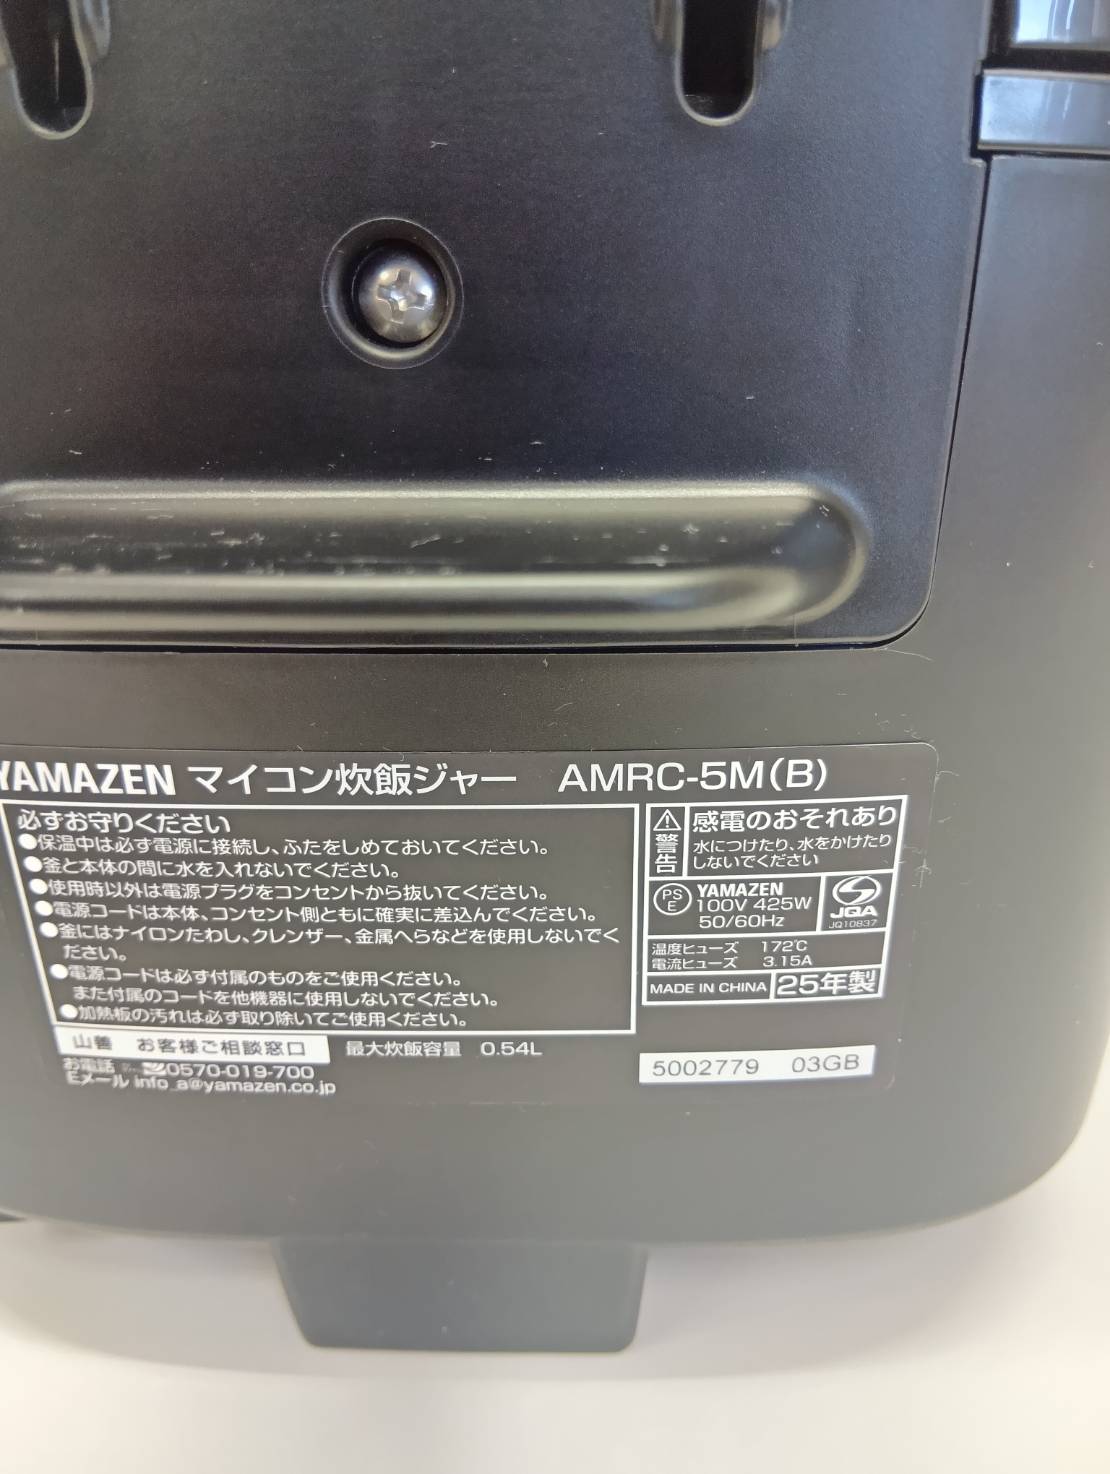 YAMAZEN マイコン炊飯ジャー AMRC-5M(B)
必ずお守りください
●保温中は必ず電源に接続し、ふたをしめておいてください。
●釜と本体の間に水を入れないでください。
●使用時以外は電源プラグをコンセントから抜いてください。
●電源コードは本体、コンセント側ともに確実に差込んでください。
●釜にはナイロンたわし、クレンザー、金属へらなどを使用しないでく
ださい。
●電源コードは必ず付属のものをご使用ください。
また付属のコードを他機器に使用しないでください。
●加熱板の汚れは必ず取り除いてご使用ください。
山善 お客様ご相談窓口
お電話 0570-019-700
Eメール info_a@yamazen.co.jp
最大炊飯容量 0.54L
警告
感電のおそれあり
水につけたり、水をかけたり
しないでください
PS
E
YAMAZEN
100V 425W
50/60Hz
JQA
JQ10837
温度ヒューズ 172℃
電流ヒューズ 3.15A
MADE IN CHINA
25年製
5002779 03GB